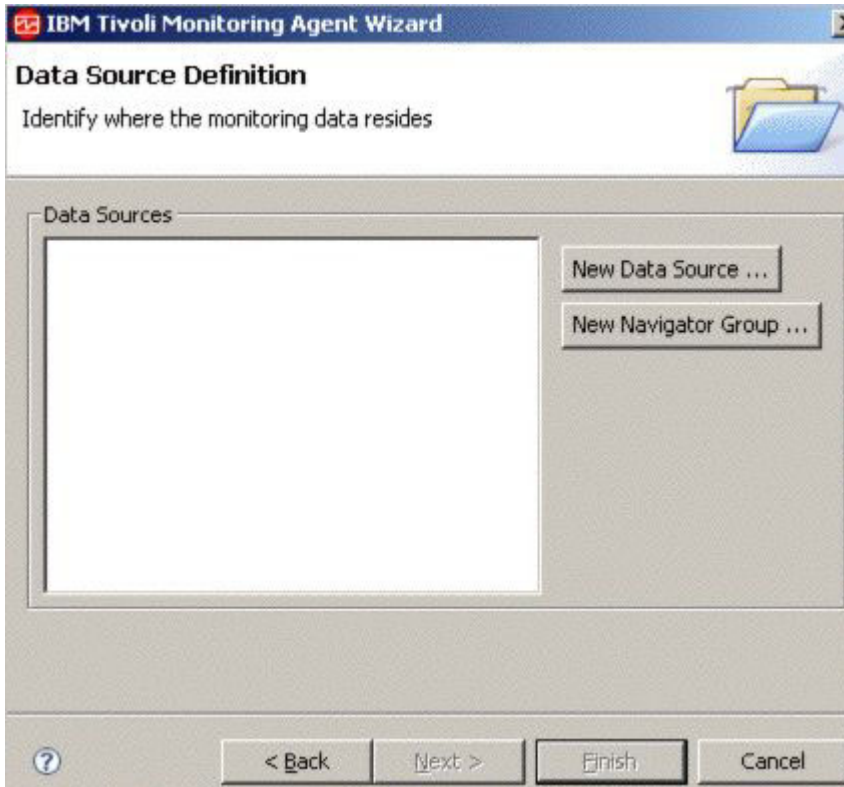 IBM Tivoli Monitoring Agent Wizard
Data Source Definition
Identify where the monitoring data resides
Data Sources
New Data Source ...
New Navigator Group ...
?
< Back
Next >
Finish
Cancel